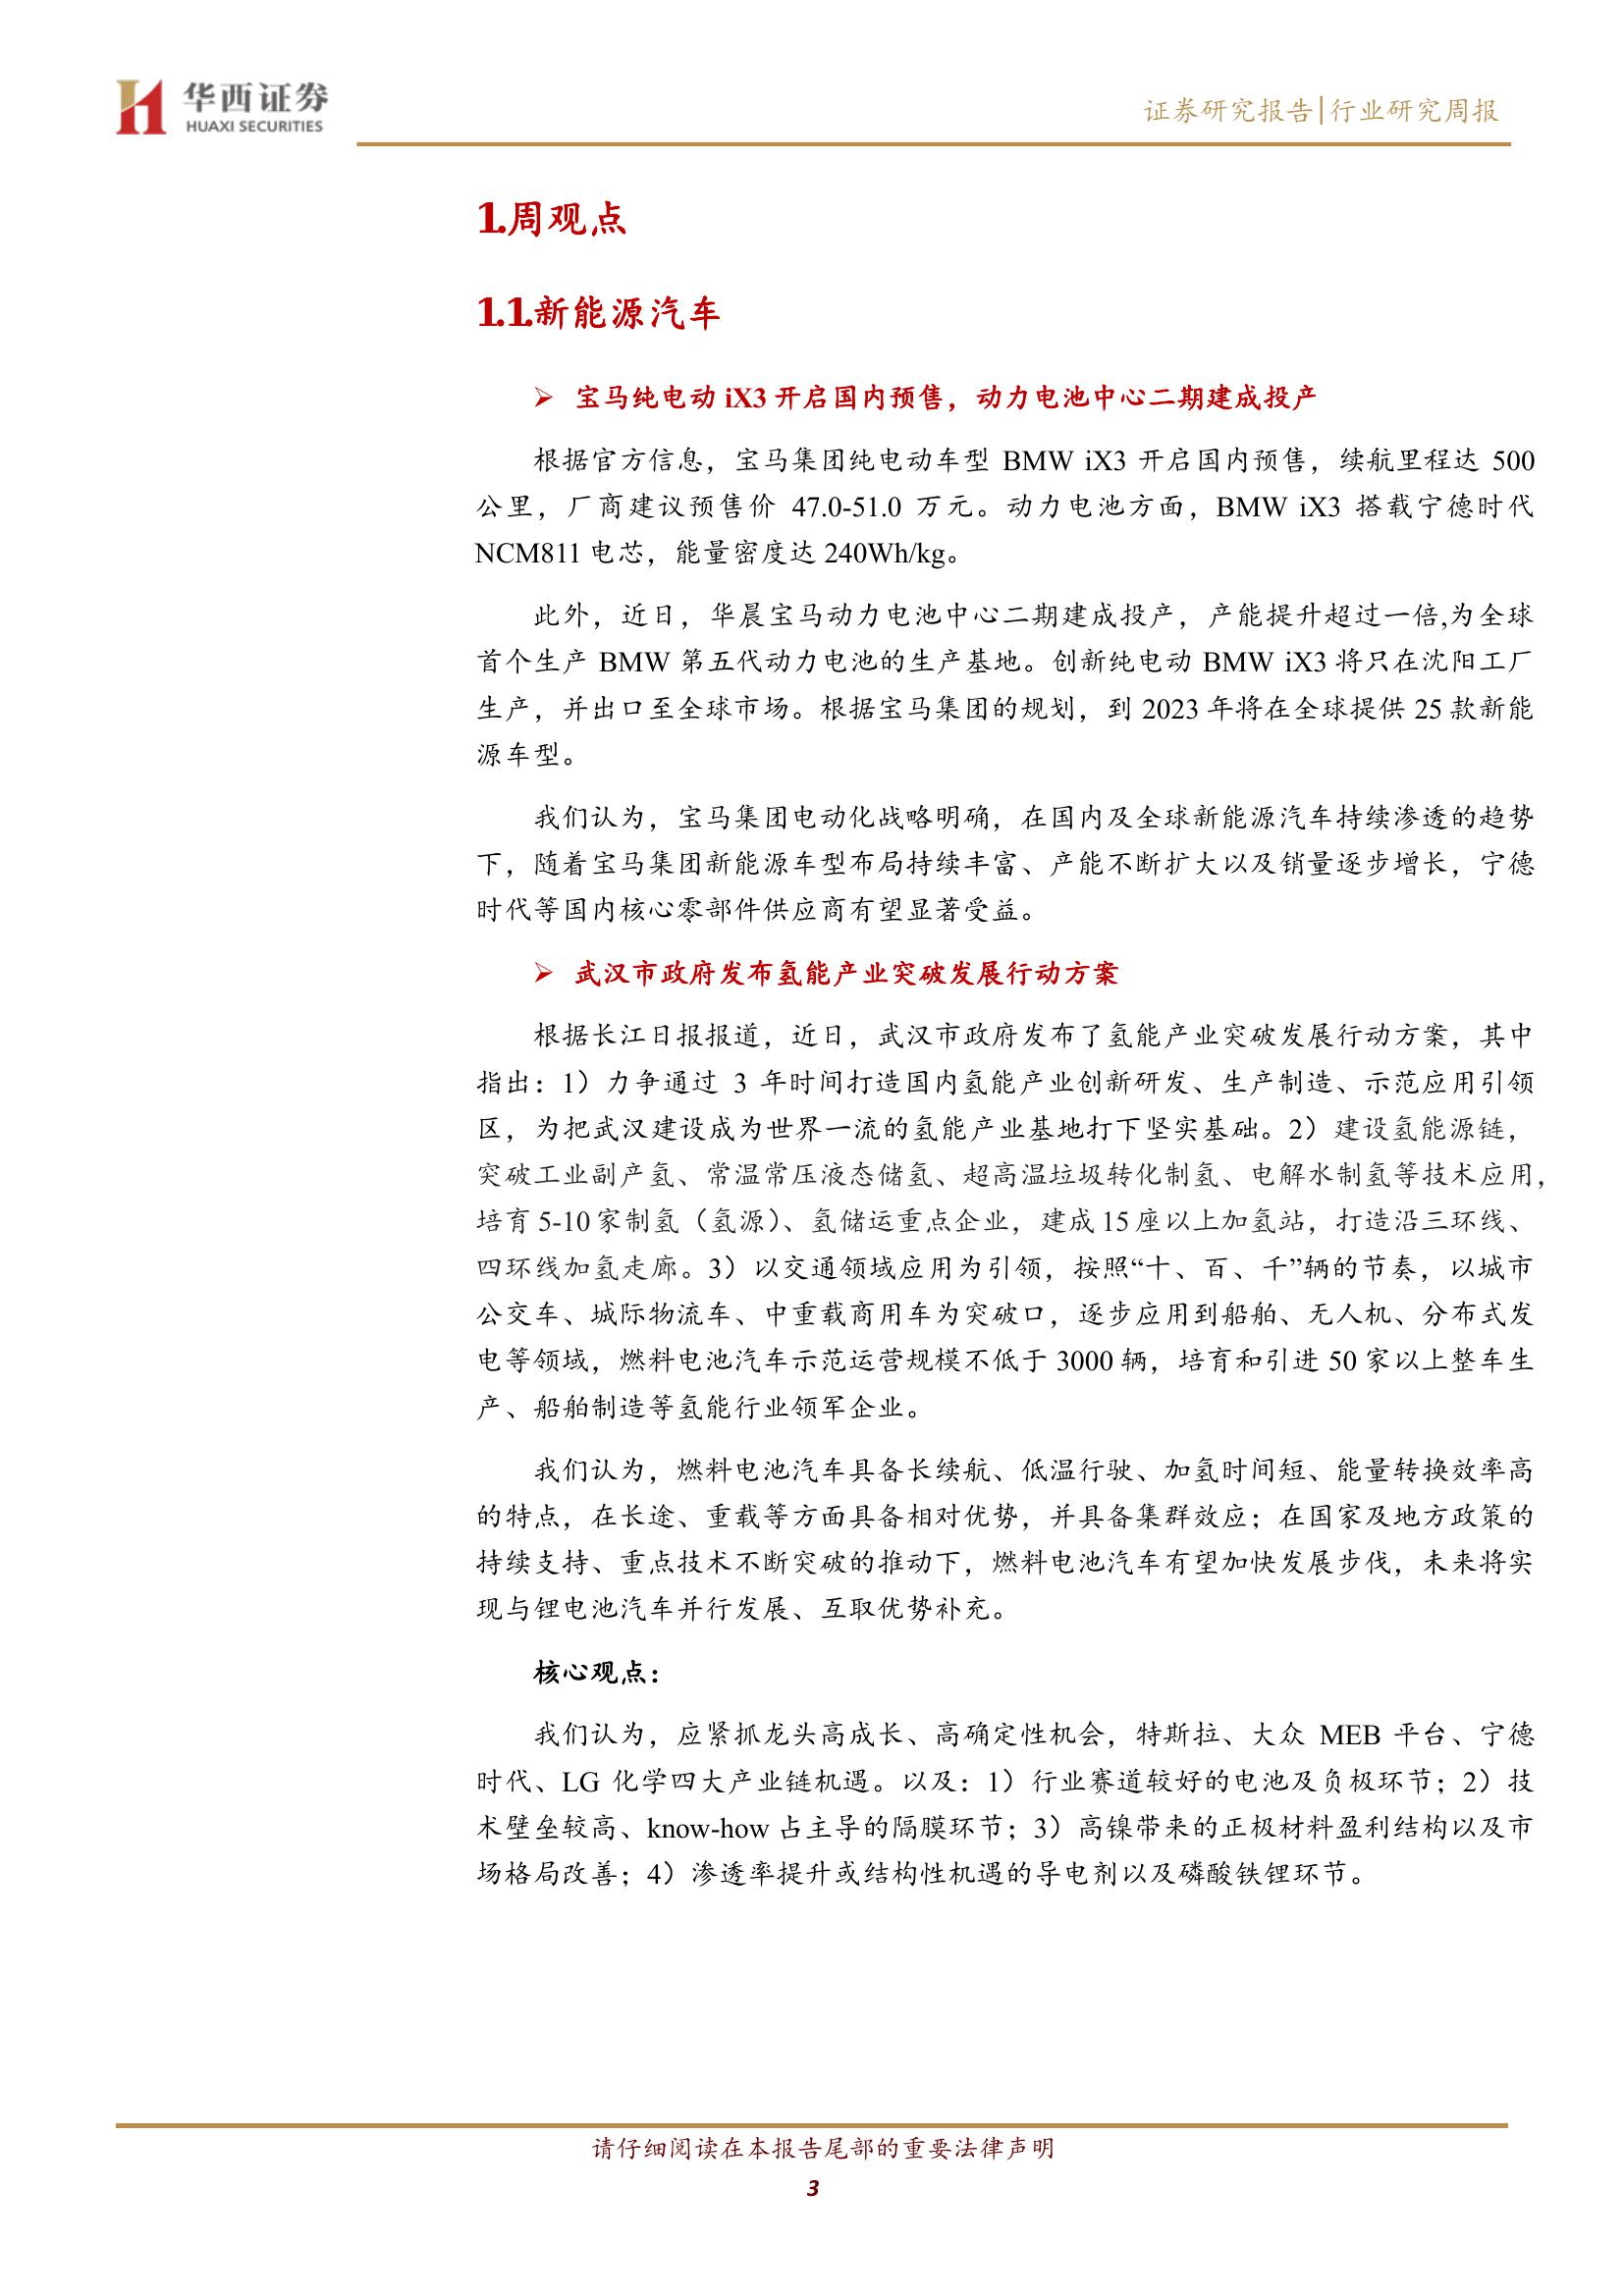 华西证券
HUAXI SECURITIES
证券研究报告|行业研究周报
1.周观点
1.1.新能源汽车
➢ 宝马纯电动 iX3 开启国内预售，动力电池中心二期建成投产
根据官方信息，宝马集团纯电动车型 BMW iX3 开启国内预售，续航里程达 500
公里，厂商建议预售价 47.0-51.0 万元。动力电池方面，BMW iX3 搭载宁德时代
NCM811 电芯，能量密度达 240Wh/kg。
此外，近日，华晨宝马动力电池中心二期建成投产，产能提升超过一倍,为全球
首个生产 BMW 第五代动力电池的生产基地。创新纯电动 BMW iX3 将只在沈阳工厂
生产，并出口至全球市场。根据宝马集团的规划，到 2023 年将在全球提供 25 款新能
源车型。
我们认为，宝马集团电动化战略明确，在国内及全球新能源汽车持续渗透的趋势
下，随着宝马集团新能源车型布局持续丰富、产能不断扩大以及销量逐步增长，宁德
时代等国内核心零部件供应商有望显著受益。
➢ 武汉市政府发布氢能产业突破发展行动方案
根据长江日报报道，近日，武汉市政府发布了氢能产业突破发展行动方案，其中
指出：1）力争通过 3 年时间打造国内氢能产业创新研发、生产制造、示范应用引领
区，为把武汉建设成为世界一流的氢能产业基地打下坚实基础。2）建设氢能源链，
突破工业副产氢、常温常压液态储氢、超高温垃圾转化制氢、电解水制氢等技术应用，
培育 5-10 家制氢（氢源）、氢储运重点企业，建成 15 座以上加氢站，打造沿三环线、
四环线加氢走廊。3）以交通领域应用为引领，按照“十、百、千”辆的节奏，以城市
公交车、城际物流车、中重载商用车为突破口，逐步应用到船舶、无人机、分布式发
电等领域，燃料电池汽车示范运营规模不低于 3000 辆，培育和引进 50 家以上整车生
产、船舶制造等氢能行业领军企业。
我们认为，燃料电池汽车具备长续航、低温行驶、加氢时间短、能量转换效率高
的特点，在长途、重载等方面具备相对优势，并具备集群效应；在国家及地方政策的
持续支持、重点技术不断突破的推动下，燃料电池汽车有望加快发展步伐，未来将实
现与锂电池汽车并行发展、互取优势补充。
核心观点：
我们认为，应紧抓龙头高成长、高确定性机会，特斯拉、大众 MEB 平台、宁德
时代、LG 化学四大产业链机遇。以及：1）行业赛道较好的电池及负极环节；2）技
术壁垒较高、know-how 占主导的隔膜环节；3）高镍带来的正极材料盈利结构以及市
场格局改善；4）渗透率提升或结构性机遇的导电剂以及磷酸铁锂环节。
请仔细阅读在本报告尾部的重要法律声明
3